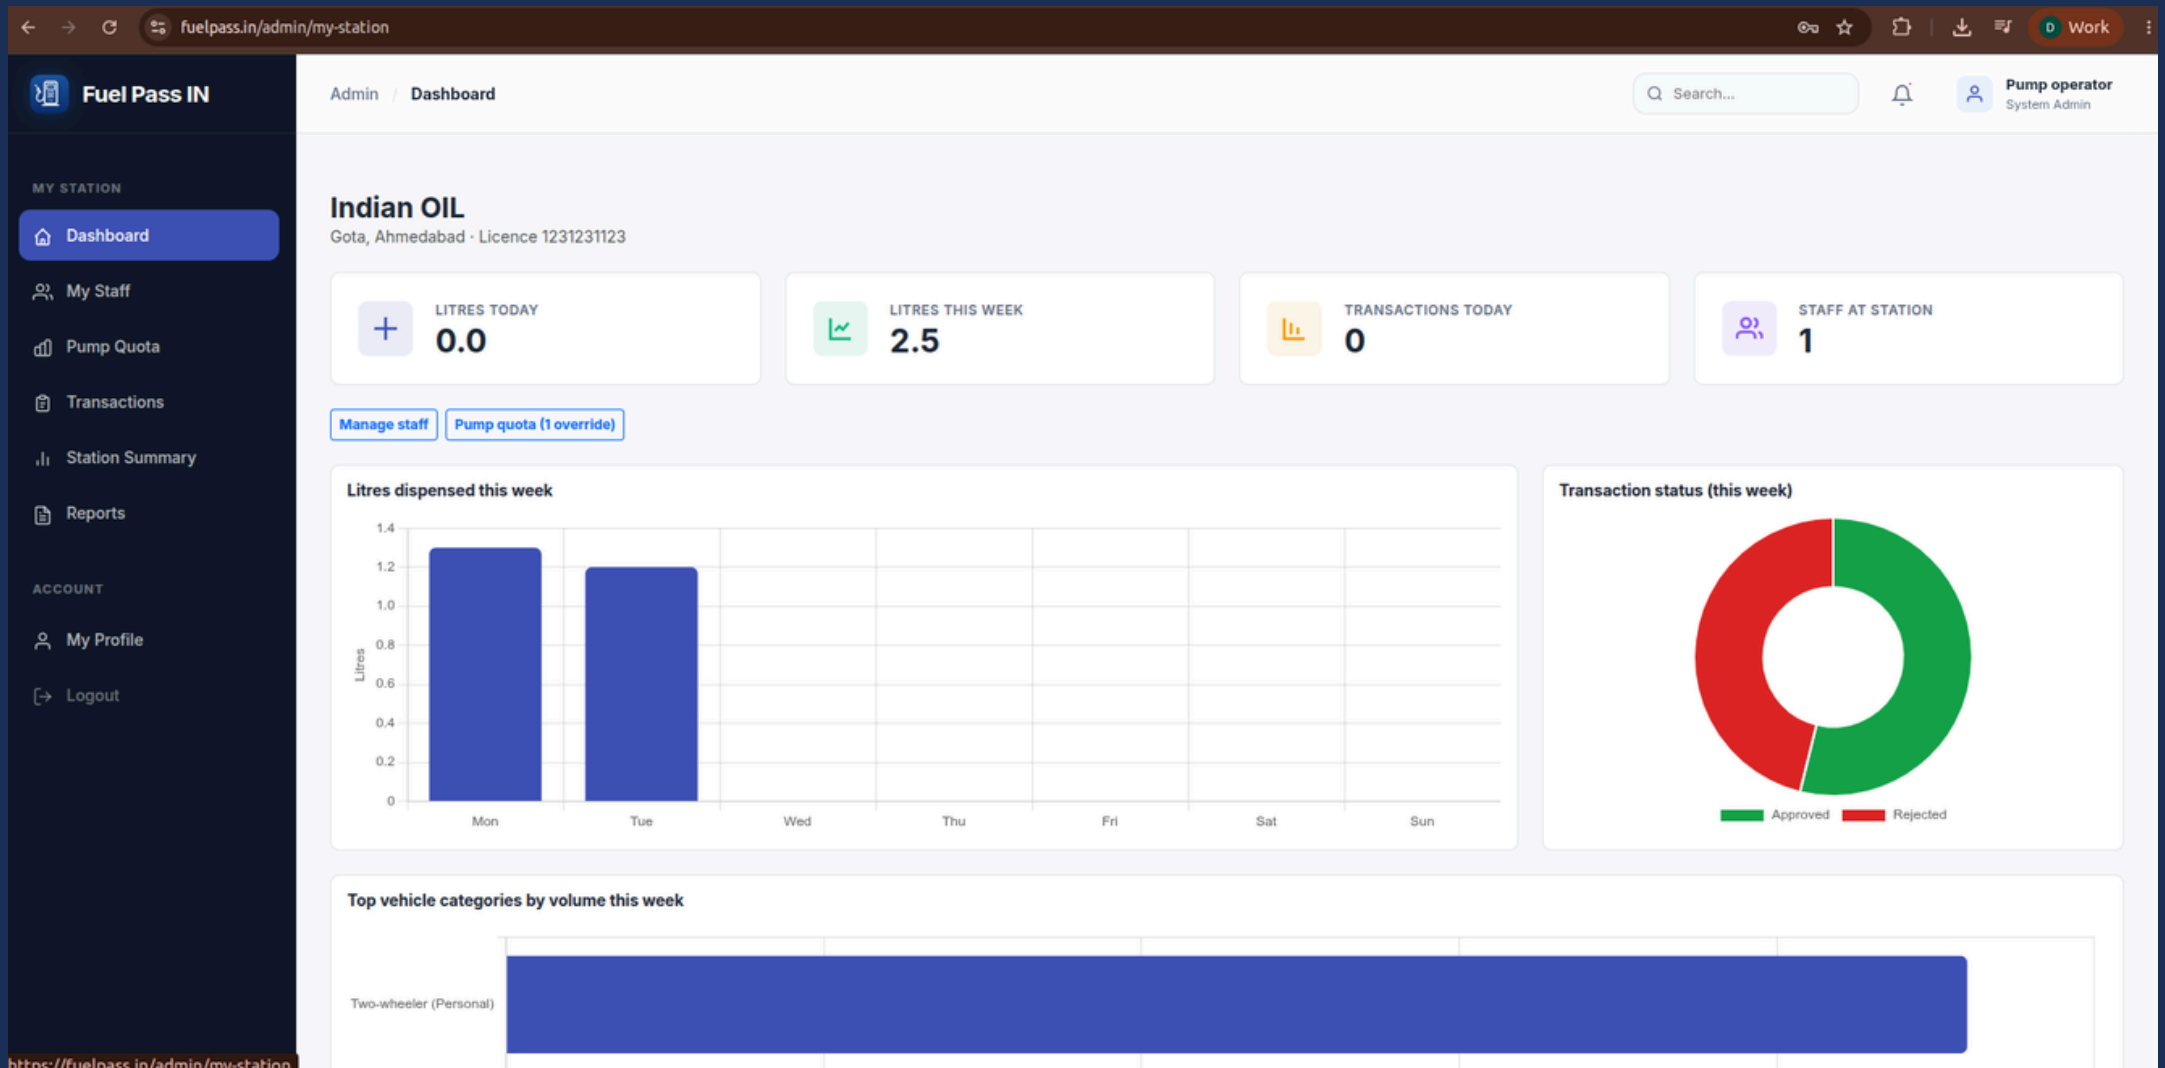 fuelpass.in/admin/my-station
D Work
Fuel Pass IN
Admin / Dashboard
Search...
Pump operator
System Admin
MY STATION
Dashboard
My Staff
Pump Quota
Transactions
Station Summary
Reports
ACCOUNT
My Profile
Logout
Indian OIL
Gota, Ahmedabad · Licence 1231231123
LITRES TODAY
0.0
LITRES THIS WEEK
2.5
TRANSACTIONS TODAY
0
STAFF AT STATION
1
Manage staff
Pump quota (1 override)
Litres dispensed this week
1.4
1.2
1.0
0.8
0.6
0.4
0.2
0
Litres
Mon Tue Wed Thu Fri Sat Sun
Transaction status (this week)
Approved Rejected
Top vehicle categories by volume this week
Two-wheeler (Personal)
https://fuelpass.in/admin/my-station